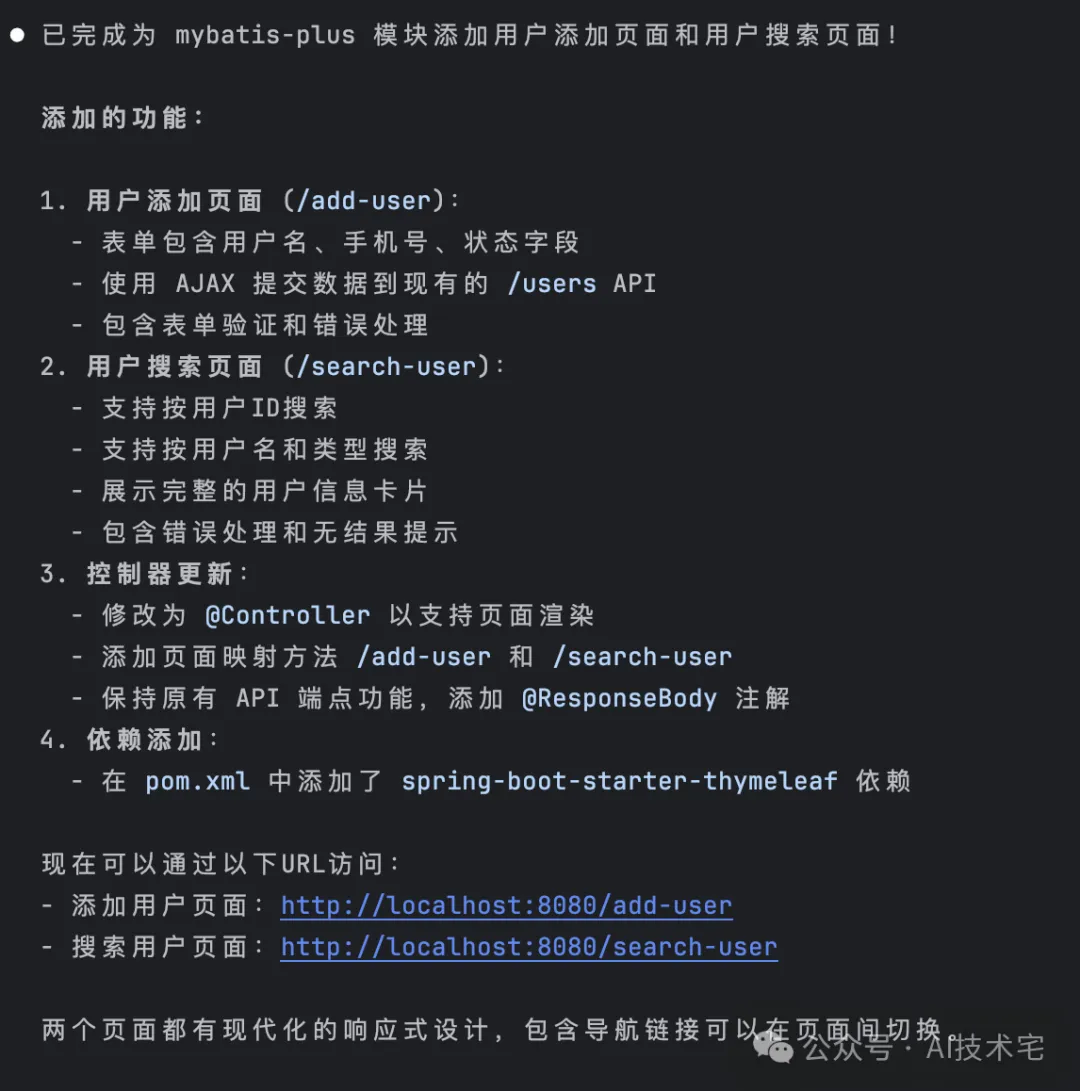 ● 已完成为 mybatis-plus 模块添加用户添加页面和用户搜索页面！
添加的功能：
1. 用户添加页面 (/add-user)：
- 表单包含用户名、手机号、状态字段
- 使用 AJAX 提交数据到现有的 /users API
- 包含表单验证和错误处理
2. 用户搜索页面 (/search-user)：
- 支持按用户ID搜索
- 支持按用户名和类型搜索
- 展示完整的用户信息卡片
- 包含错误处理和无结果提示
3. 控制器更新：
- 修改为 @Controller 以支持页面渲染
- 添加页面映射方法 /add-user 和 /search-user
- 保持原有 API 端点功能，添加 @ResponseBody 注解
4. 依赖添加：
- 在 pom.xml 中添加了 spring-boot-starter-thymeleaf 依赖
现在可以通过以下URL访问：
- 添加用户页面：http://localhost:8080/add-user
- 搜索用户页面：http://localhost:8080/search-user
两个页面都有现代化的响应式设计，包含导航链接可以在页面间切换。
公众号 · AI技术宅